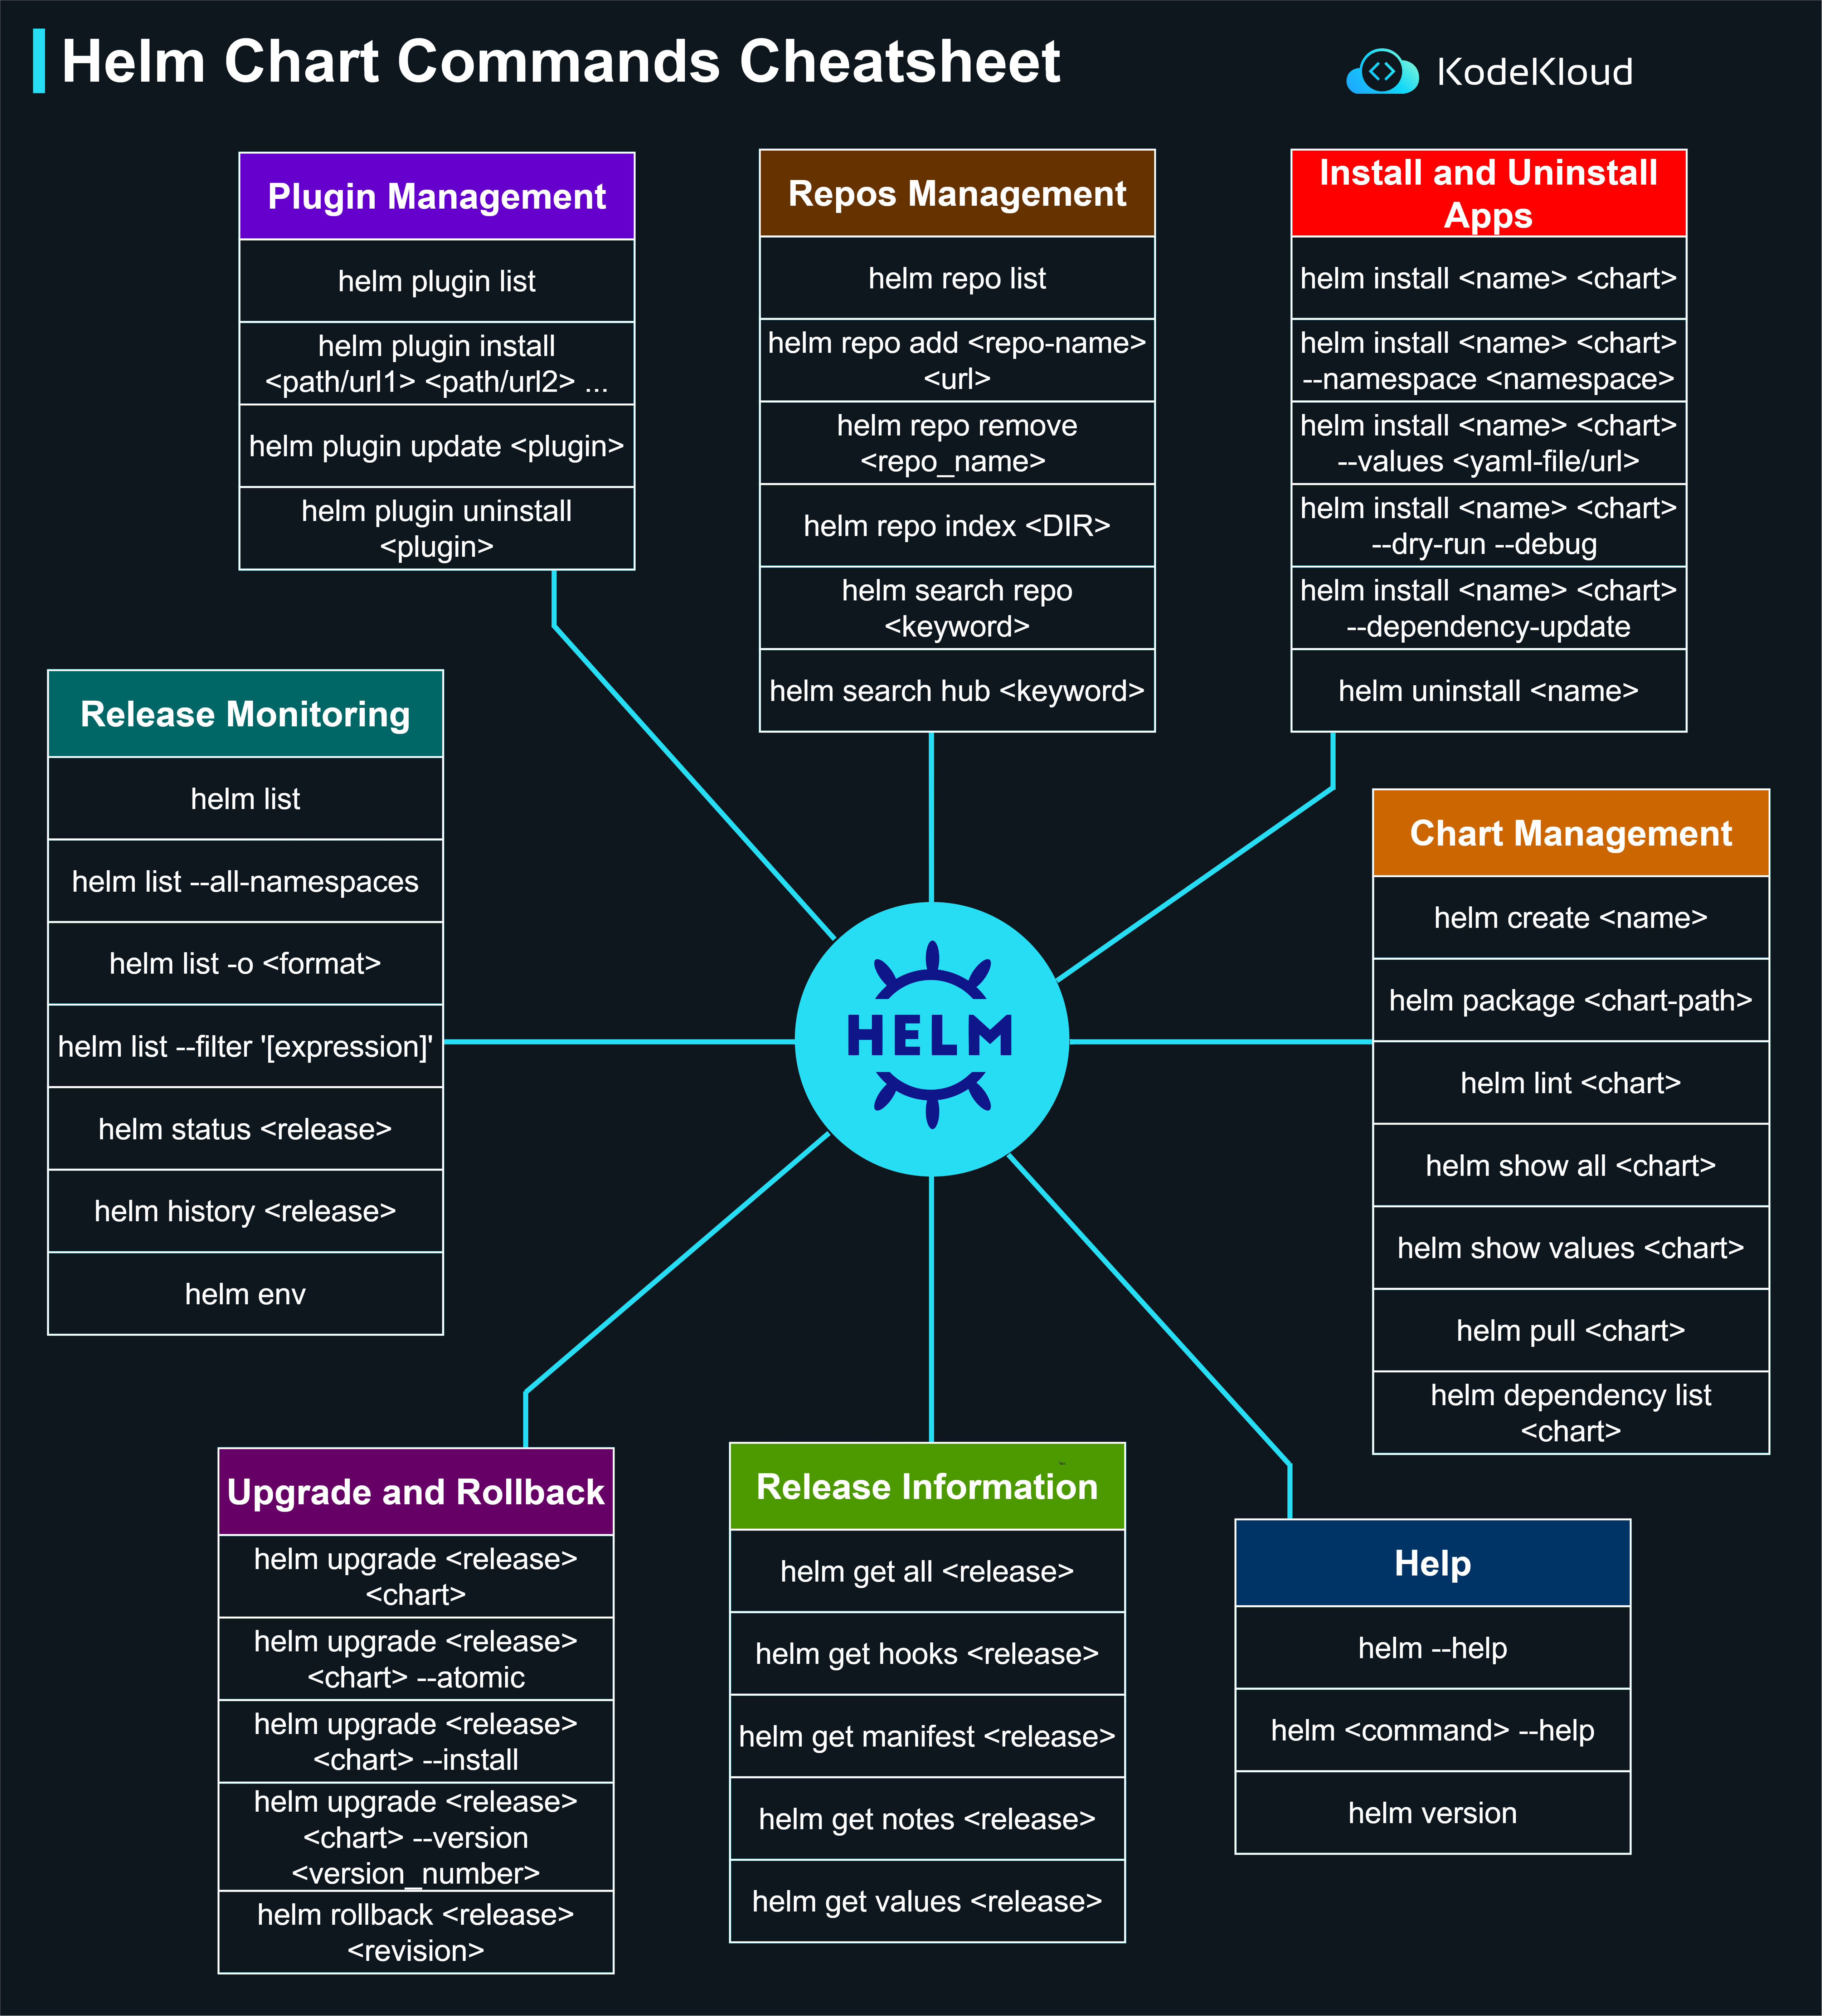 Helm Chart Commands Cheatsheet
KodeKloud
Plugin Management
helm plugin list
helm plugin install
<path/url1> <path/url2> ...
helm plugin update <plugin>
helm plugin uninstall
<plugin>
Repos Management
helm repo list
helm repo add <repo-name>
<url>
helm repo remove
<repo_name>
helm repo index <DIR>
helm search repo
<keyword>
helm search hub <keyword>
Install and Uninstall
Apps
helm install <name> <chart>
helm install <name> <chart>
--namespace <namespace>
helm install <name> <chart>
--values <yaml-file/url>
helm install <name> <chart>
--dry-run --debug
helm install <name> <chart>
--dependency-update
helm uninstall <name>
Release Monitoring
helm list
helm list --all-namespaces
helm list -o <format>
helm list --filter '[expression]'
helm status <release>
helm history <release>
helm env
HELM
Chart Management
helm create <name>
helm package <chart-path>
helm lint <chart>
helm show all <chart>
helm show values <chart>
helm pull <chart>
helm dependency list
<chart>
Upgrade and Rollback
helm upgrade <release>
<chart>
helm upgrade <release>
<chart> --atomic
helm upgrade <release>
<chart> --install
helm upgrade <release>
<chart> --version
<version_number>
helm rollback <release>
<revision>
Release Information
helm get all <release>
helm get hooks <release>
helm get manifest <release>
helm get notes <release>
helm get values <release>
Help
helm --help
helm <command> --help
helm version